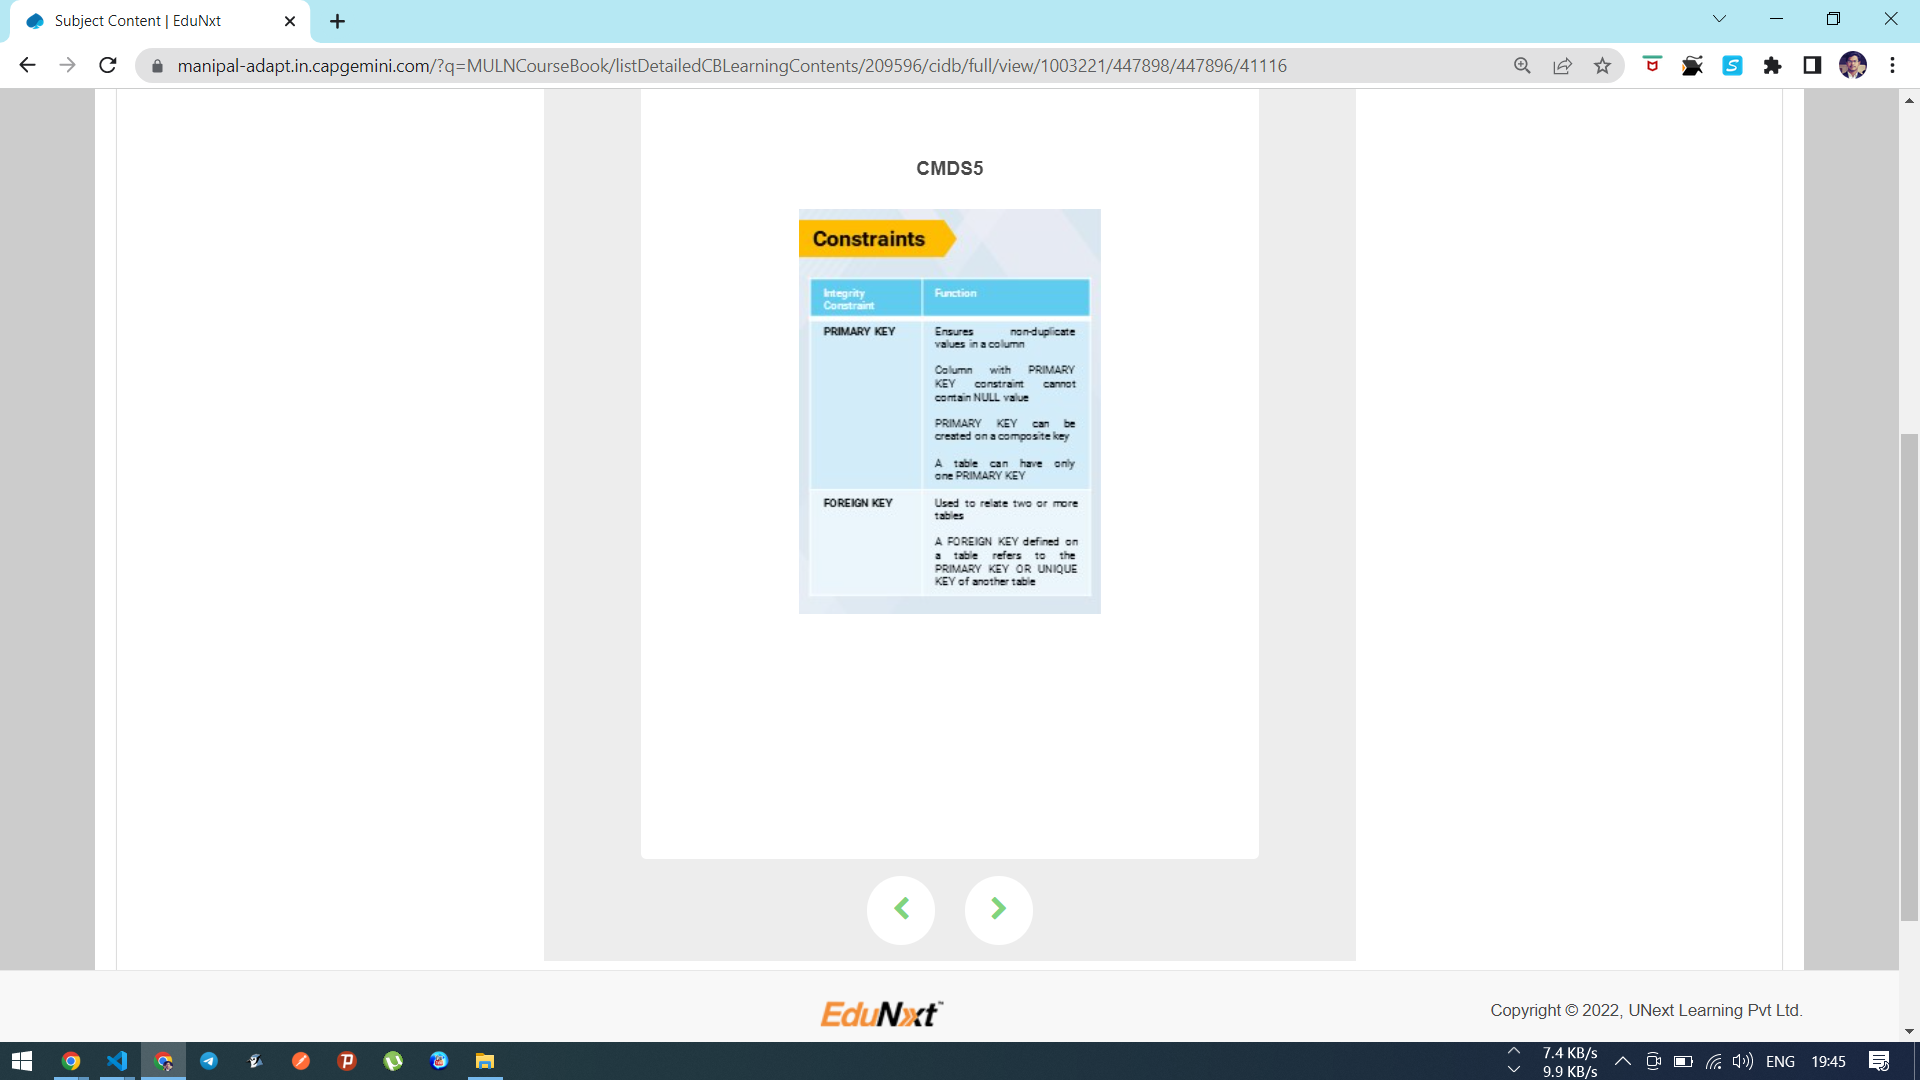 Subject Content | EduNxt
manipal-adapt.in.capgemini.com/?q=MULNCourseBook/listDetailedCBLearningContents/209596/cidb/full/view/1003221/447898/447896/41116
CMDS5
Constraints
Integrity
Constraint
Function
PRIMARY KEY
Ensures non-duplicate
values in a column
Column with PRIMARY
KEY constraint cannot
contain NULL value
PRIMARY KEY can be
created on a composite key
A table can have only
one PRIMARY KEY
FOREIGN KEY
Used to relate two or more
tables
A FOREIGN KEY defined on
a table refers to the
PRIMARY KEY OR UNIQUE
KEY of another table
EduNxt
Copyright © 2022, UNext Learning Pvt Ltd.
7.4 KB/s
9.9 KB/s
ENG
19:45